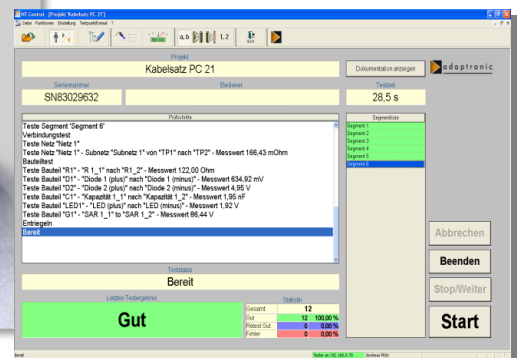 NT Control - [Projekt 'Kabelsatz PC 21']
Datei Funktionen Einstellung Testpunktformat ?
a,b 1,2
Projekt
Kabelsatz PC 21
Dokumentation anzeigen
adaptronic
Seriennummer Bediener Testzeit
SN83029632 28,5 s
Prüfschritte
Teste Segment 'Segment 6'
Verbindungstest
Teste Netz "Netz 1"
Teste Netz "Netz 1" - Subnetz "Subnetz 1" von "TP1" nach "TP2" - Messwert 166,43 mOhm
Bauteiltest
Teste Bauteil "R1" - "R 1_1" nach "R1_2" - Messwert 122,00 Ohm
Teste Bauteil "D1" - "Diode 1 (plus)" nach "Diode 1 (minus)" - Messwert 634,92 mV
Teste Bauteil "D2" - "Diode 2 (plus)" nach "Diode 2 (minus)" - Messwert 4,95 V
Teste Bauteil "C1" - "Kapazität 1_1" nach "Kapazität 1_2" - Messwert 1,95 nF
Teste Bauteil "LED1" - "LED (plus)" nach "LED (minus)" - Messwert 1,92 V
Teste Bauteil "G1" - "SAR 1_1" to "SAR 1_2" - Messwert 86,44 V
Entriegeln
Bereit
Segmentliste
Segment 1
Segment 2
Segment 3
Segment 4
Segment 5
Segment 6
Abbrechen
Beenden
Stop/Weiter
Start
Teststatus
Bereit
Letztes Testergebnis
Gut
Statistik
Gesamt 12
Gut 12 100,00 %
Retest Gut 0 0,00 %
Fehler 0 0,00 %
Bereit